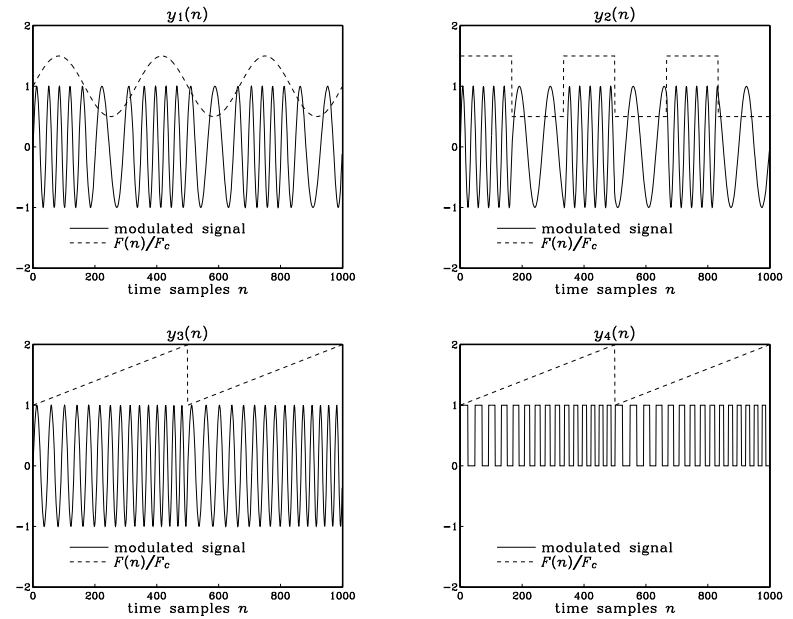 y1(n)
2
1
0
−1
−2
modulated signal
F(n)/Fc
0 200 400 600 800 1000
time samples n
y2(n)
2
1
0
−1
−2
modulated signal
F(n)/Fc
0 200 400 600 800 1000
time samples n
y3(n)
2
1
0
−1
−2
modulated signal
F(n)/Fc
0 200 400 600 800 1000
time samples n
y4(n)
2
1
0
−1
−2
modulated signal
F(n)/Fc
0 200 400 600 800 1000
time samples n